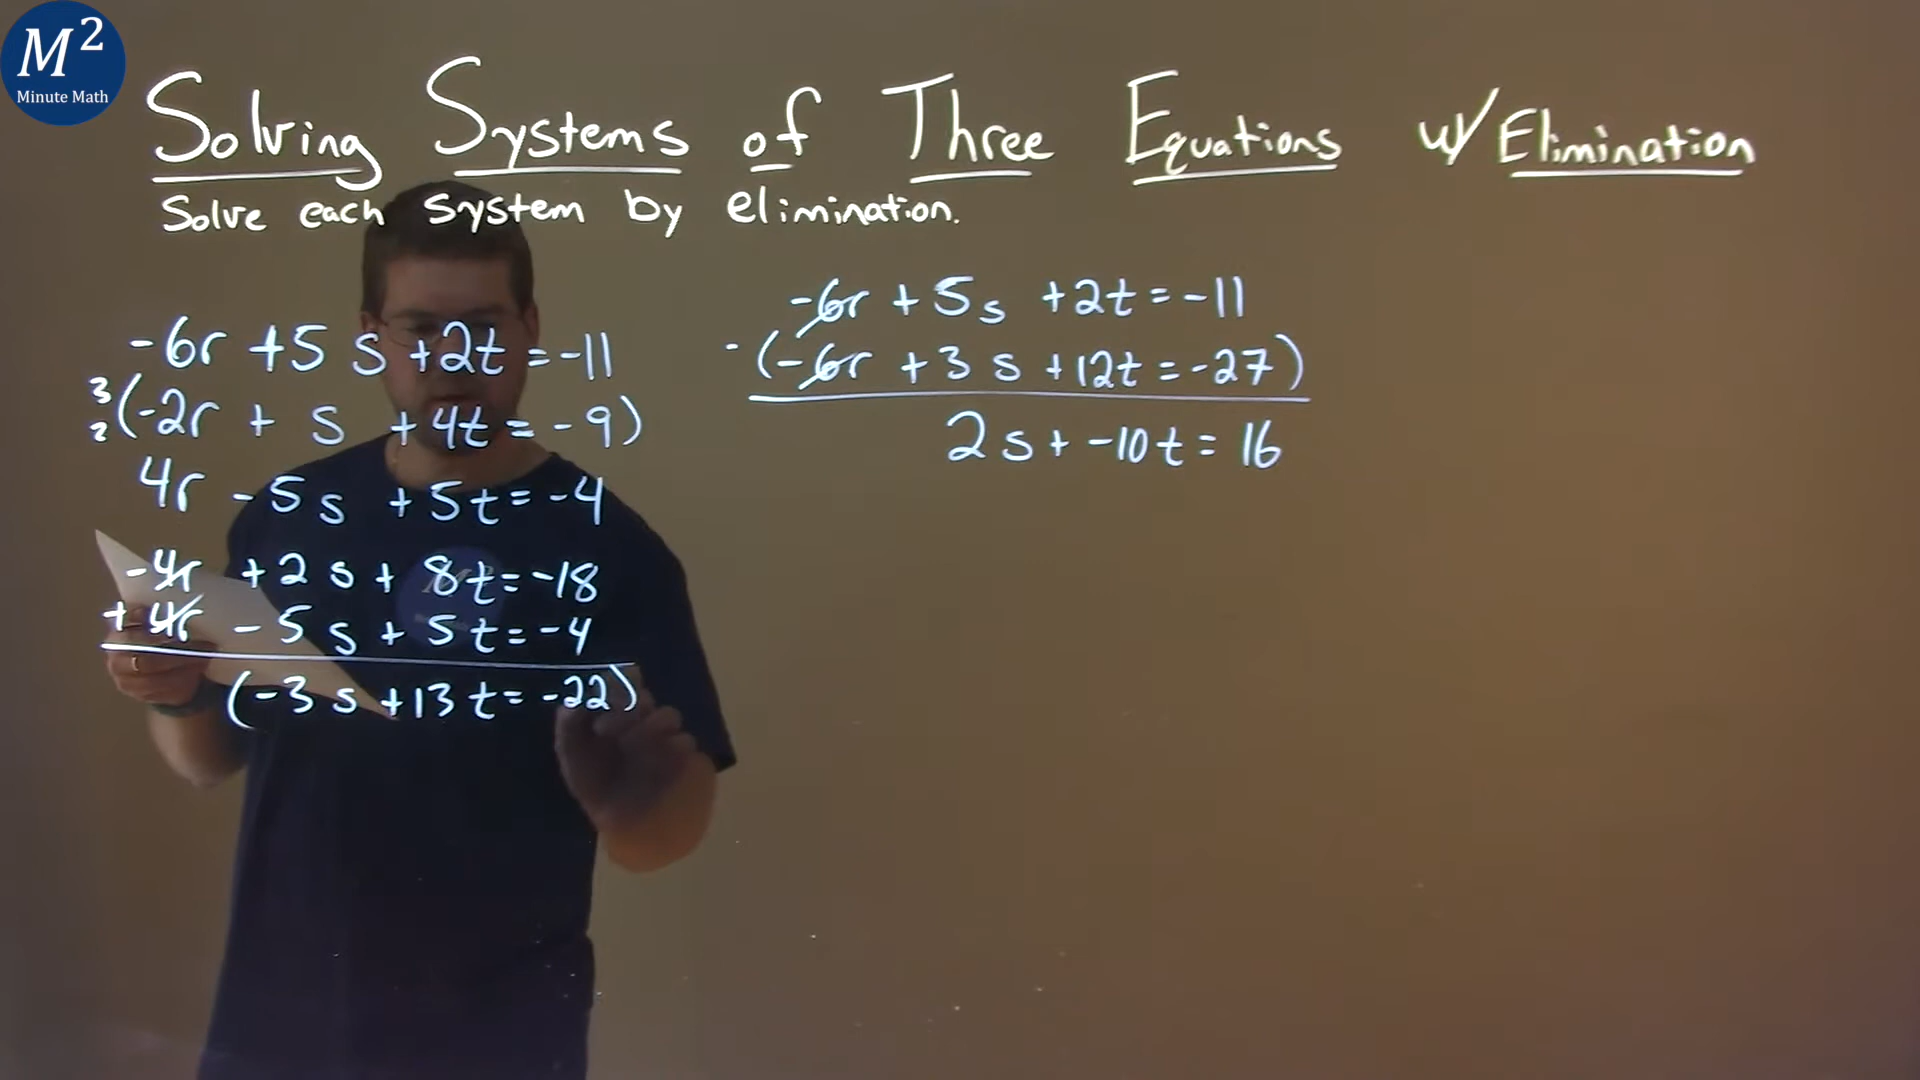 M²
Minute Math
Solving Systems of Three Equations w/ Elimination
Solve each system by elimination.
-6r +5s +2t = -11
3
2 (-2r + s +4t = -9)
4r -5s +5t = -4
-4r +2s + 8t = -18
+ 4r -5s + 5t = -4
(-3s +13t = -22)
-6r + 5s +2t = -11
-(-6r + 3s +12t = -27)
2s + -10t = 16